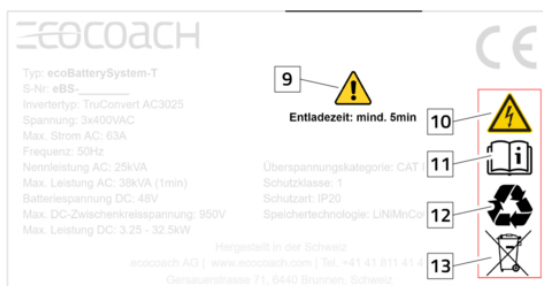 ecocoach
CE
Typ: ecoBatterySystem-T
S-Nr: eBS-_______
Invertertyp: TruConvert AC3025
Spannung: 3x400VAC
Max. Strom AC: 63A
Frequenz: 50Hz
Nennleistung AC: 25kVA
Max. Leistung AC: 38kVA (1min)
Batteriespannung DC: 48V
Max. DC-Zwischenkreisspannung: 950V
Max. Leistung DC: 3.25 - 32.5kW
9
Entladezeit: mind. 5min
Überspannungskategorie: CAT
Schutzklasse: 1
Schutzart: IP20
Speichertechnologie: LiNiMnCo
10
11
i
12
13
Hergestellt in der Schweiz
ecocoach AG | www.ecocoach.com | Tel. +41 41 811 41
Gersauerstrasse 71, 6440 Brunnen, Schweiz